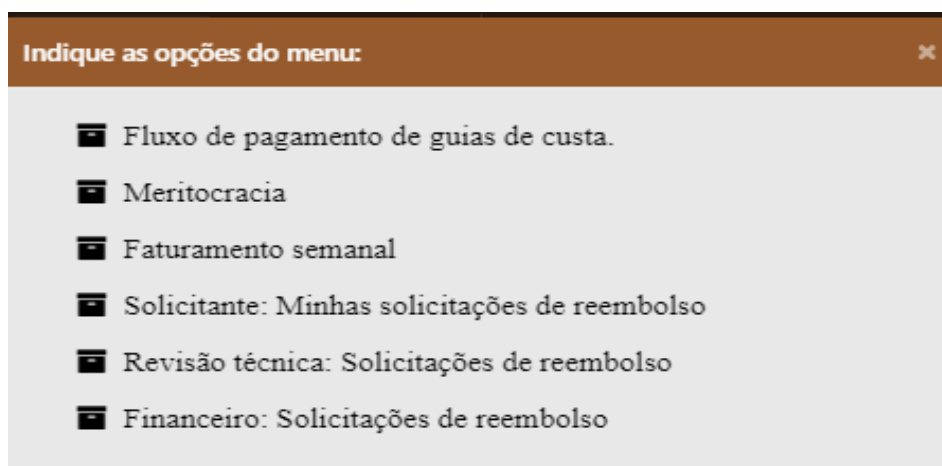 Indique as opções do menu:
Fluxo de pagamento de guias de custa.
Meritocracia
Faturamento semanal
Solicitante: Minhas solicitações de reembolso
Revisão técnica: Solicitações de reembolso
Financeiro: Solicitações de reembolso